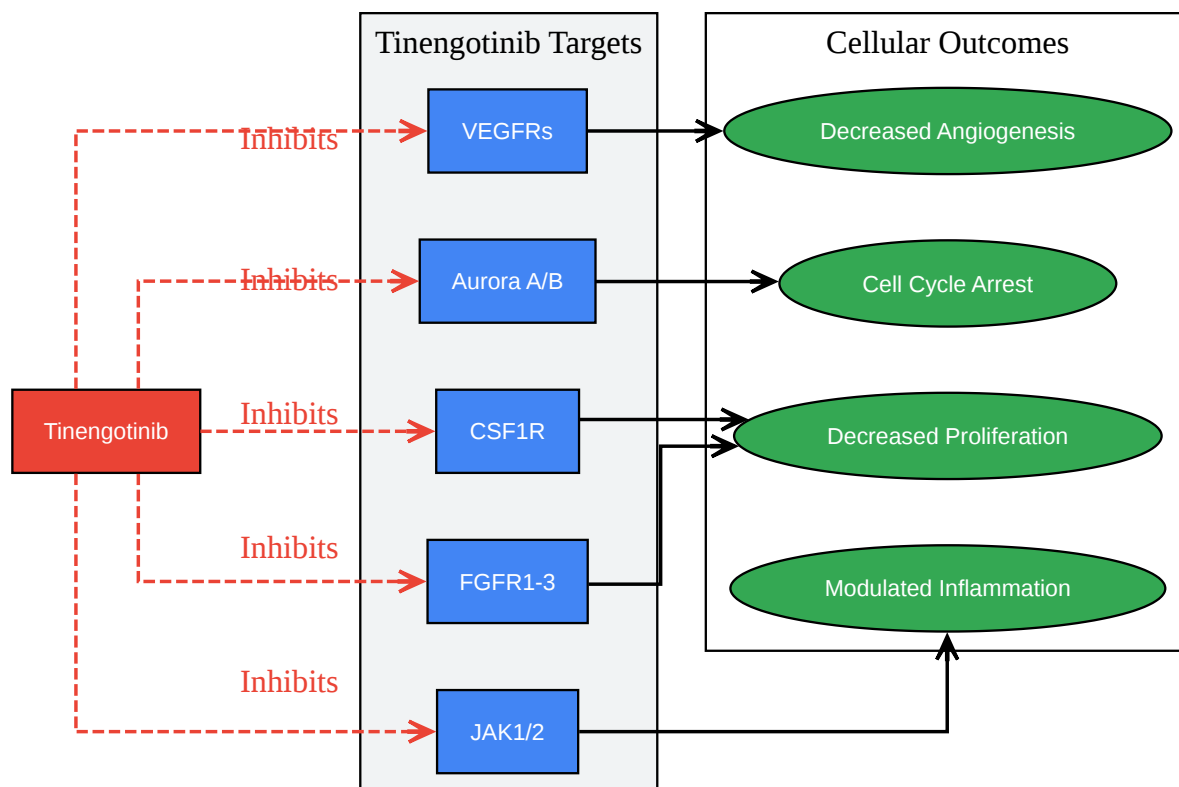 Tinengotinib Targets
Cellular Outcomes
Inhibits
VEGFRs
Decreased Angiogenesis
Inhibits
Aurora A/B
Cell Cycle Arrest
Tinengotinib
Inhibits
CSF1R
Decreased Proliferation
Inhibits
FGFR1-3
Modulated Inflammation
Inhibits
JAK1/2